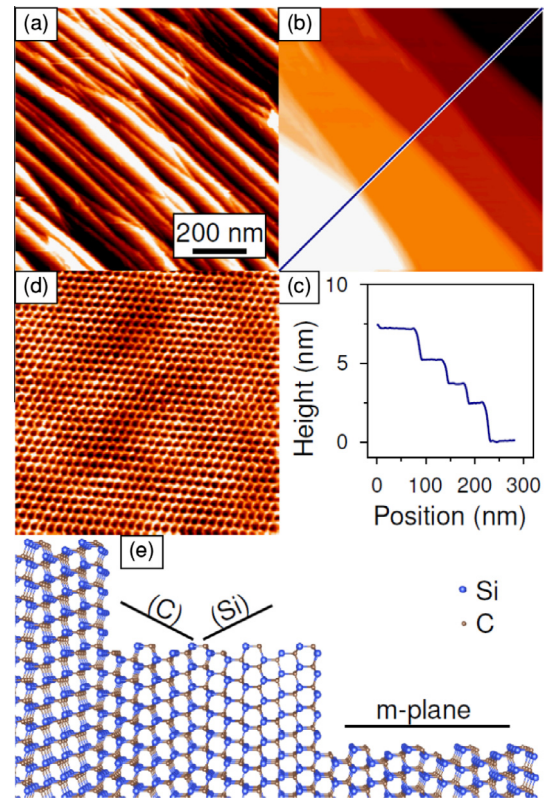 (a)
(b)
200 nm
(d)
(c)
10
5
0
Height (nm)
0 100 200 300
Position (nm)
(e)
(C)
(Si)
Si
C
m-plane